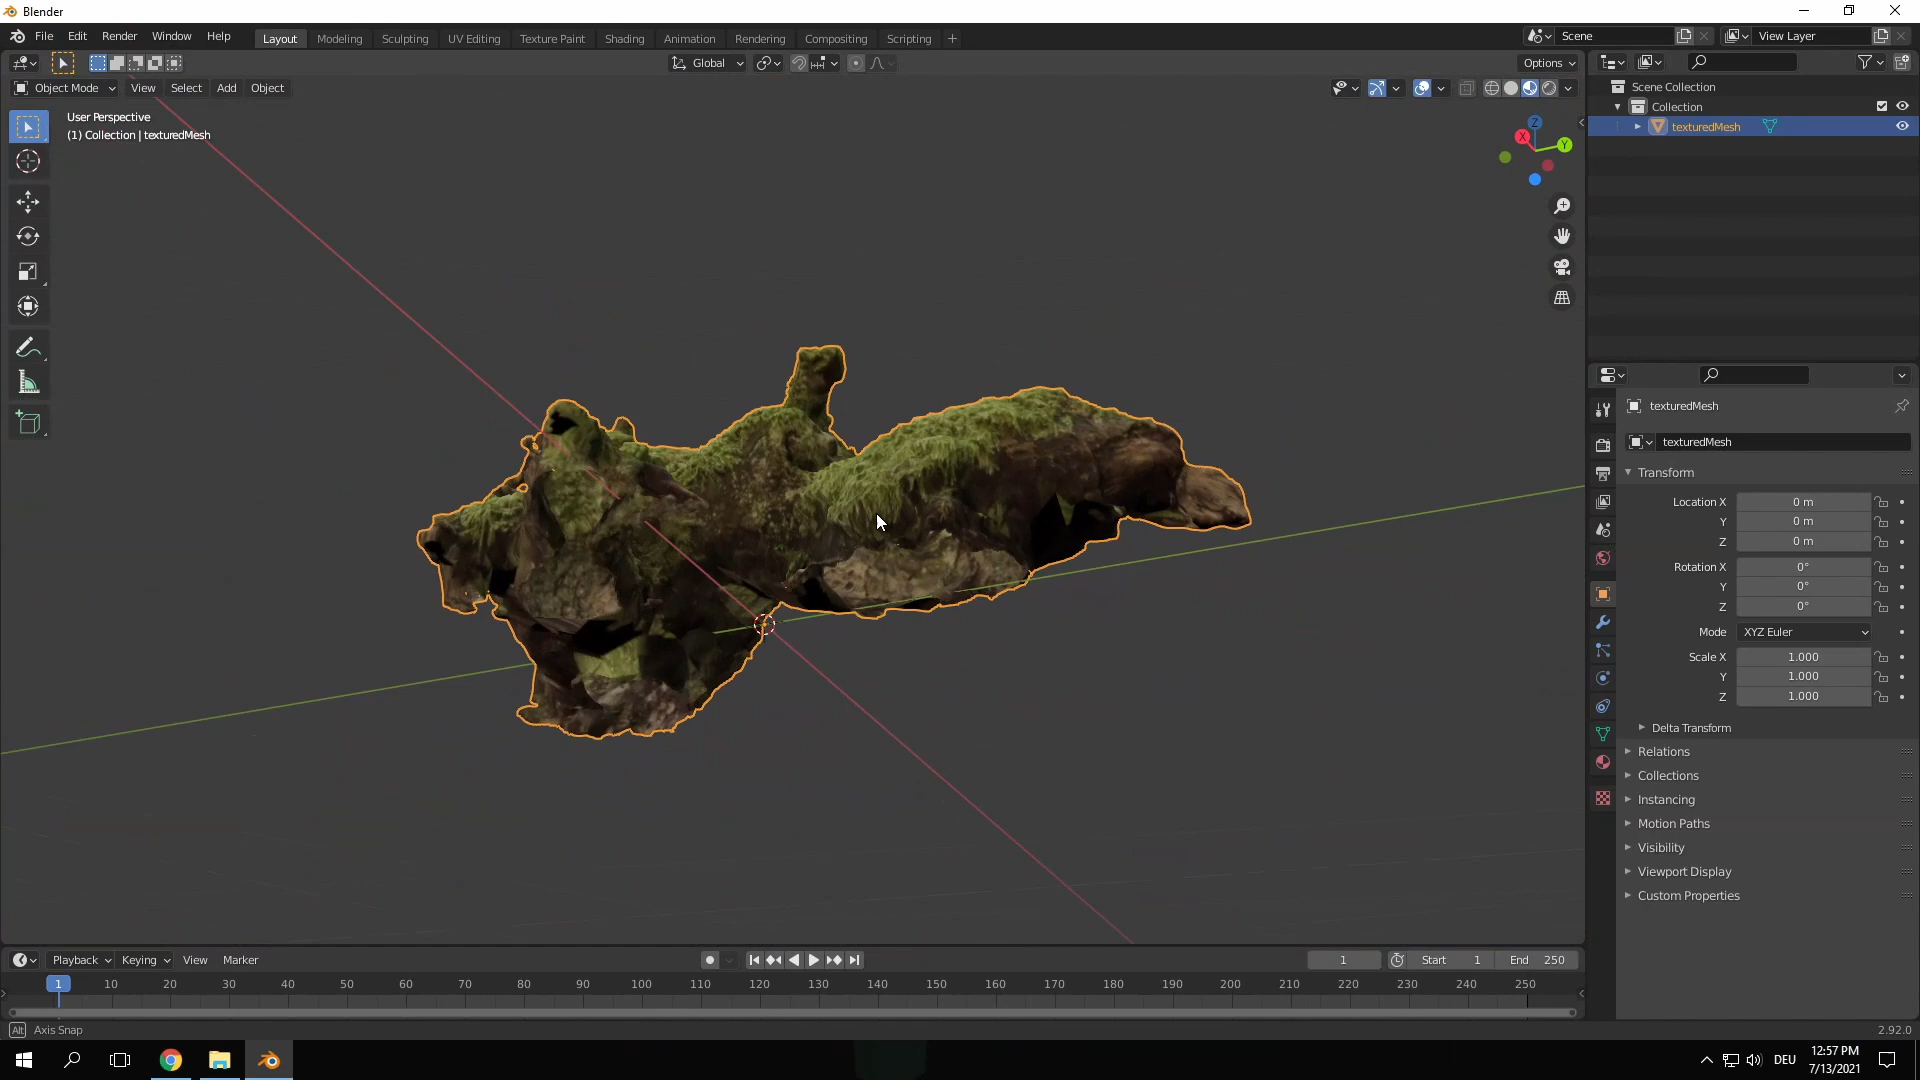 Blender
File Edit Render Window Help
Layout Modeling Sculpting UV Editing Texture Paint Shading Animation Rendering Compositing Scripting +
Scene
View Layer
Global
Options
Object Mode View Select Add Object
User Perspective
(1) Collection | texturedMesh
Z
X
Y
Scene Collection
Collection
texturedMesh
texturedMesh
texturedMesh
Transform
Location X 0 m
Y 0 m
Z 0 m
Rotation X 0°
Y 0°
Z 0°
Mode XYZ Euler
Scale X 1.000
Y 1.000
Z 1.000
Delta Transform
Relations
Collections
Instancing
Motion Paths
Visibility
Viewport Display
Custom Properties
Playback Keying View Marker
1 Start 1 End 250
1 10 20 30 40 50 60 70 80 90 100 110 120 130 140 150 160 170 180 190 200 210 220 230 240 250
Alt Axis Snap
2.92.0
DEU
12:57 PM
7/13/2021